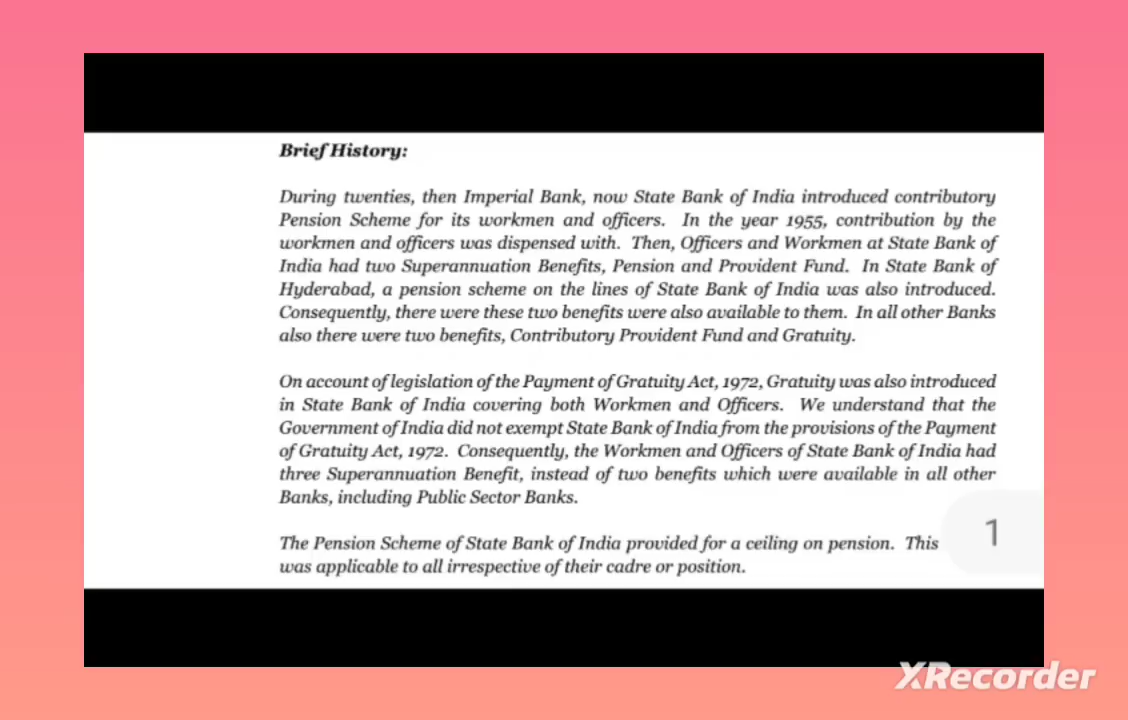 Brief History:
During twenties, then Imperial Bank, now State Bank of India introduced contributory
Pension Scheme for its workmen and officers. In the year 1955, contribution by the
workmen and officers was dispensed with. Then, Officers and Workmen at State Bank of
India had two Superannuation Benefits, Pension and Provident Fund. In State Bank of
Hyderabad, a pension scheme on the lines of State Bank of India was also introduced.
Consequently, there were these two benefits were also available to them. In all other Banks
also there were two benefits, Contributory Provident Fund and Gratuity.
On account of legislation of the Payment of Gratuity Act, 1972, Gratuity was also introduced
in State Bank of India covering both Workmen and Officers. We understand that the
Government of India did not exempt State Bank of India from the provisions of the Payment
of Gratuity Act, 1972. Consequently, the Workmen and Officers of State Bank of India had
three Superannuation Benefit, instead of two benefits which were available in all other
Banks, including Public Sector Banks.
The Pension Scheme of State Bank of India provided for a ceiling on pension. This
was applicable to all irrespective of their cadre or position.
1
XRecorder